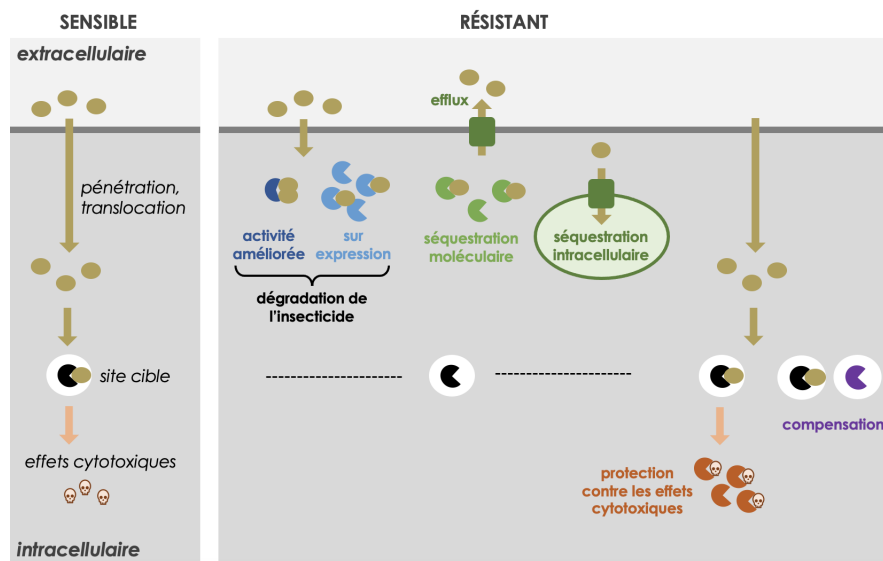 SENSIBLE
RÉSISTANT
extracellulaire
efflux
pénétration,
translocation
activité
améliorée
sur
expression
séquestration
moléculaire
séquestration
intracellulaire
dégradation de
l'insecticide
site cible
compensation
effets cytotoxiques
protection
contre les effets
cytotoxiques
intracellulaire